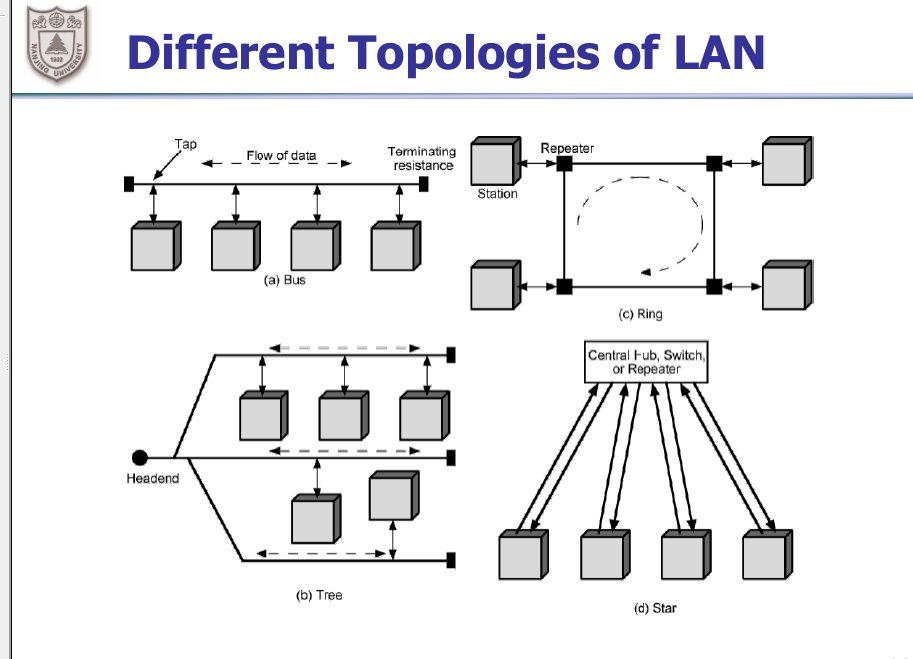 NANJING UNIVERSITY
1902
Different Topologies of LAN
Tap
Flow of data
Terminating
resistance
(a) Bus
Repeater
Station
(c) Ring
Headend
(b) Tree
Central Hub, Switch,
or Repeater
(d) Star